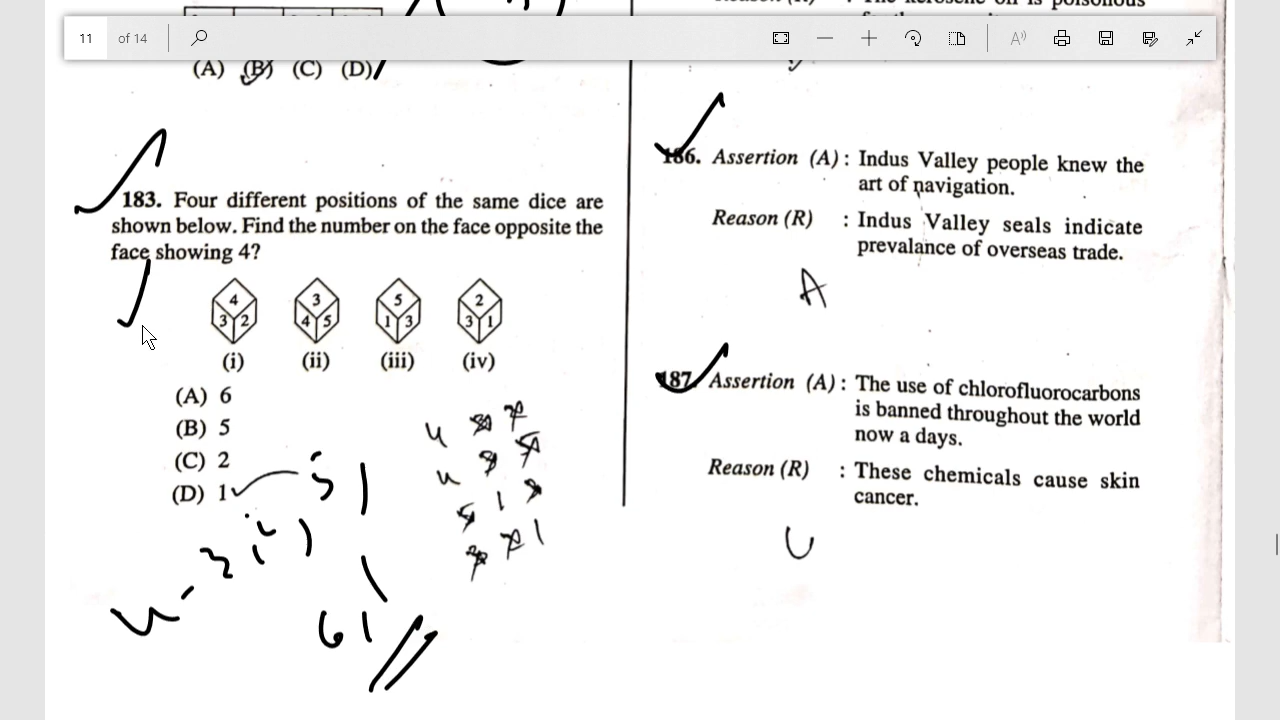 11 of 14
(A) (B) (C) (D)
183. Four different positions of the same dice are
shown below. Find the number on the face opposite the
face showing 4?
4 3 2
3 4 5
5 1 3
2 3 1
(i) (ii) (iii) (iv)
(A) 6
(B) 5
(C) 2
(D) 1
61
186. Assertion (A) : Indus Valley people knew the
art of navigation.
Reason (R) : Indus Valley seals indicate
prevalance of overseas trade.
A
187. Assertion (A) : The use of chlorofluorocarbons
is banned throughout the world
now a days.
Reason (R) : These chemicals cause skin
cancer.